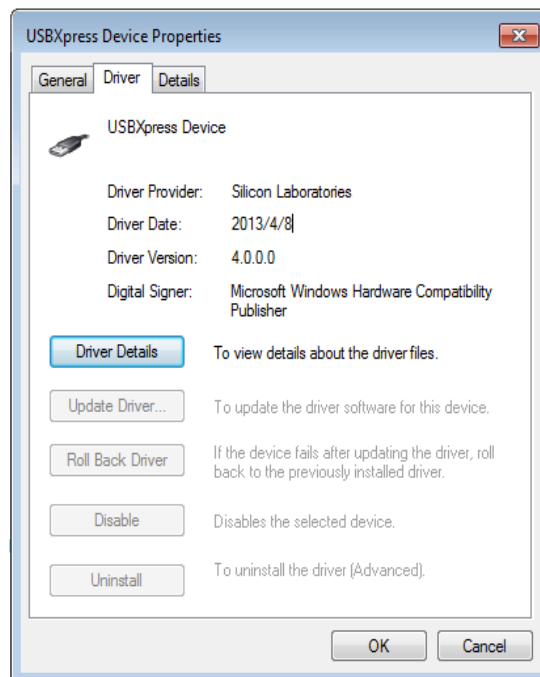 USBXpress Device Properties
General Driver Details
USBXpress Device
Driver Provider: Silicon Laboratories
Driver Date: 2013/4/8
Driver Version: 4.0.0.0
Digital Signer: Microsoft Windows Hardware Compatibility
Publisher
Driver Details To view details about the driver files.
Update Driver... To update the driver software for this device.
Roll Back Driver If the device fails after updating the driver, roll
back to the previously installed driver.
Disable Disables the selected device.
Uninstall To uninstall the driver (Advanced).
OK Cancel